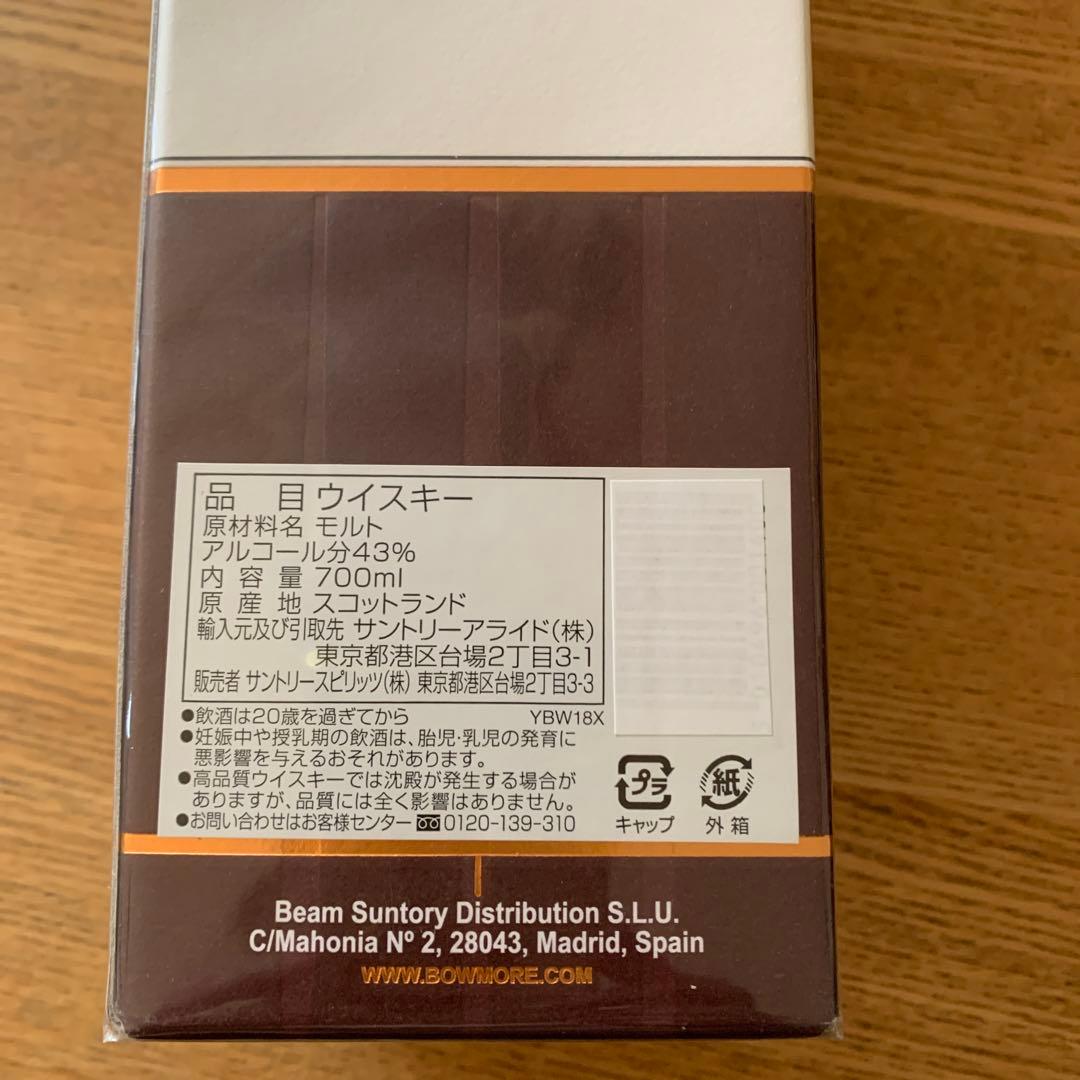 品目 ウイスキー
原材料名 モルト
アルコール分43%
内容量 700ml
原産地 スコットランド
輸入元及び引取先 サントリーアライド(株)
東京都港区台場2丁目3-1
販売者 サントリースピリッツ(株) 東京都港区台場2丁目3-3
●飲酒は20歳を過ぎてから YBW18X
●妊娠中や授乳期の飲酒は、胎児・乳児の発育に
悪影響を与えるおそれがあります。
●高品質ウイスキーでは沈殿が発生する場合が
ありますが、品質には全く影響はありません。
●お問い合わせはお客様センター 0120-139-310
プラ
キャップ
紙
外箱
Beam Suntory Distribution S.L.U.
C/Mahonia Nº 2, 28043, Madrid, Spain
WWW.BOWMORE.COM